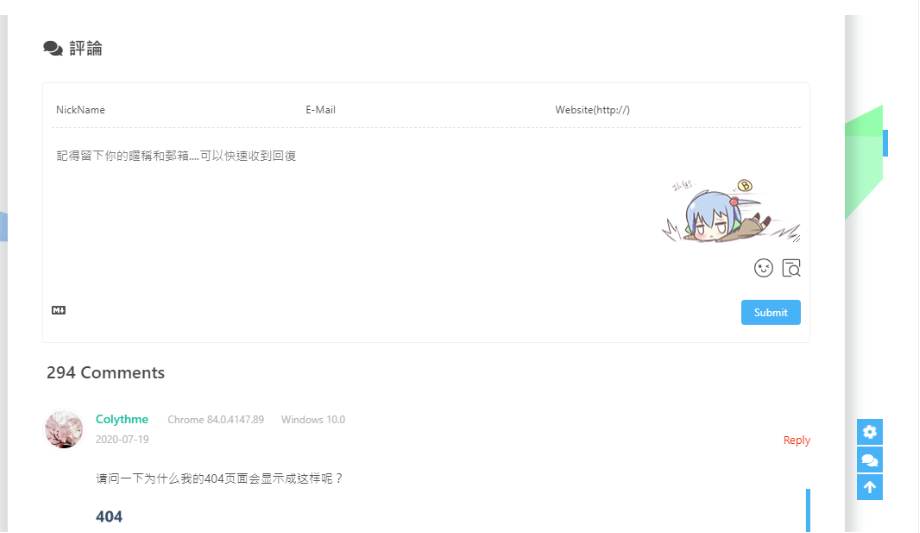 評論
NickName E-Mail Website(http://)
記得留下你的暱稱和郵箱....可以快速收到回復
Submit
294 Comments
Colythme Chrome 84.0.4147.89 Windows 10.0
2020-07-19
Reply
请问一下为什么我的404页面会显示成这样呢？
404